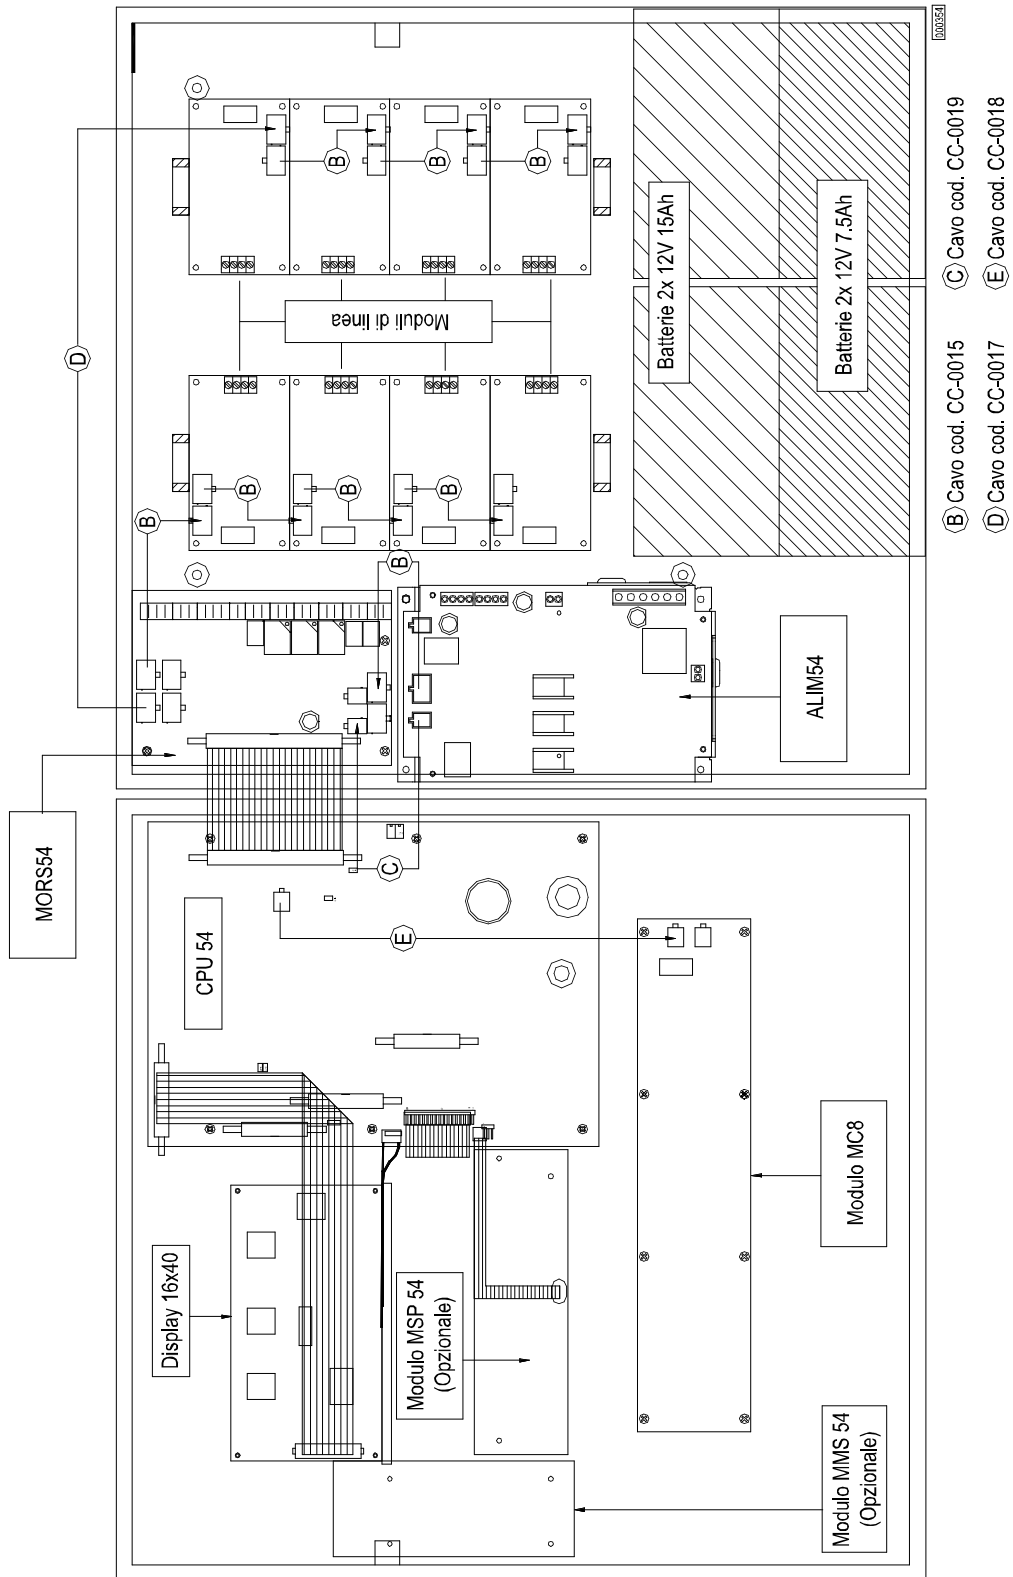 MORS54
CPU 54
Display 16x40
Modulo MSP 54
(Opzionale)
Modulo MMS 54
(Opzionale)
Modulo MC8
ALIM54
Moduli di linea
Batterie 2x 12V 15Ah
Batterie 2x 12V 7.5Ah
D
B
B
B
B
B
B
B
B
C
E
B Cavo cod. CC-0015
C Cavo cod. CC-0019
D Cavo cod. CC-0017
E Cavo cod. CC-0018
000354